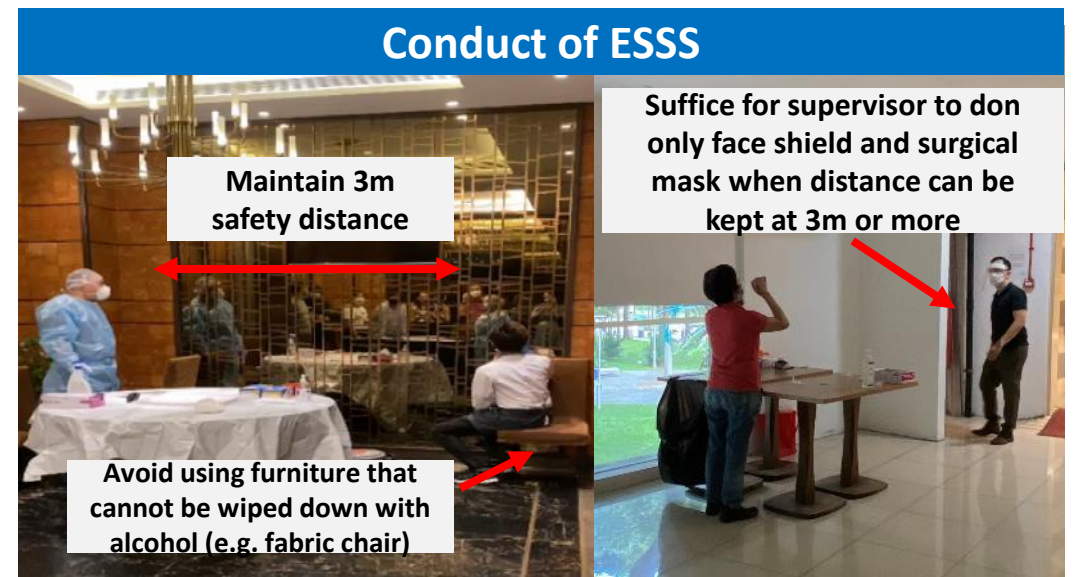 Conduct of ESSS
Maintain 3m
safety distance
Avoid using furniture that
cannot be wiped down with
alcohol (e.g. fabric chair)
Suffice for supervisor to don
only face shield and surgical
mask when distance can be
kept at 3m or more